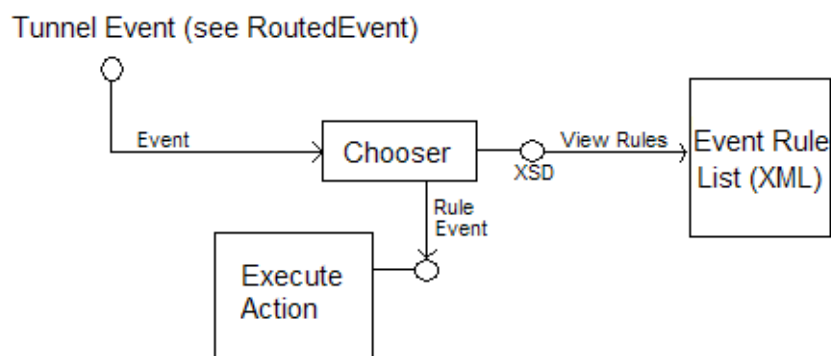 Tunnel Event (see RoutedEvent)
Event
Chooser
XSD
View Rules
Event Rule
List (XML)
Rule
Event
Execute
Action